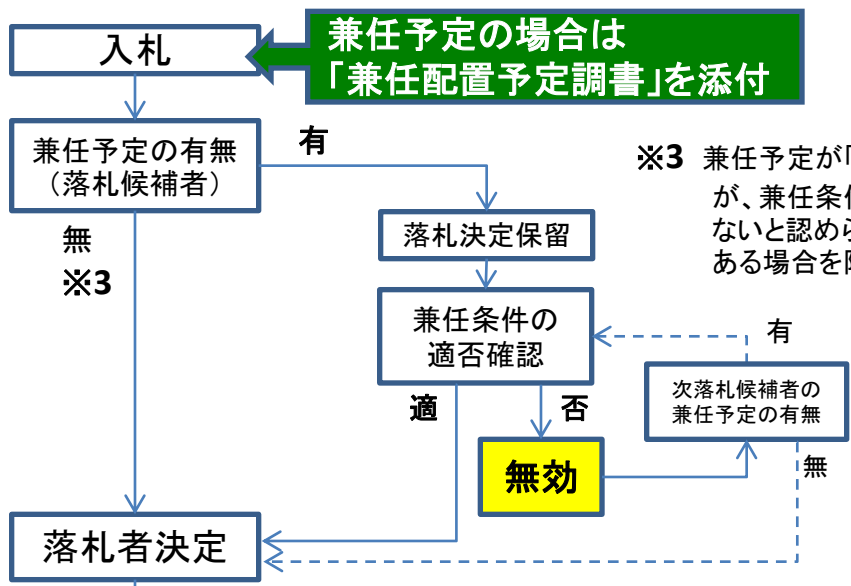 入札
兼任予定の場合は
「兼任配置予定調書」を添付
兼任予定の有無
（落札候補者）
有
※3 兼任予定が「
が、兼任条件
ないと認めら
ある場合を
無
※3
落札決定保留
兼任条件の
適否確認
有
次落札候補者の
兼任予定の有無
適
否
無効
無
落札者決定